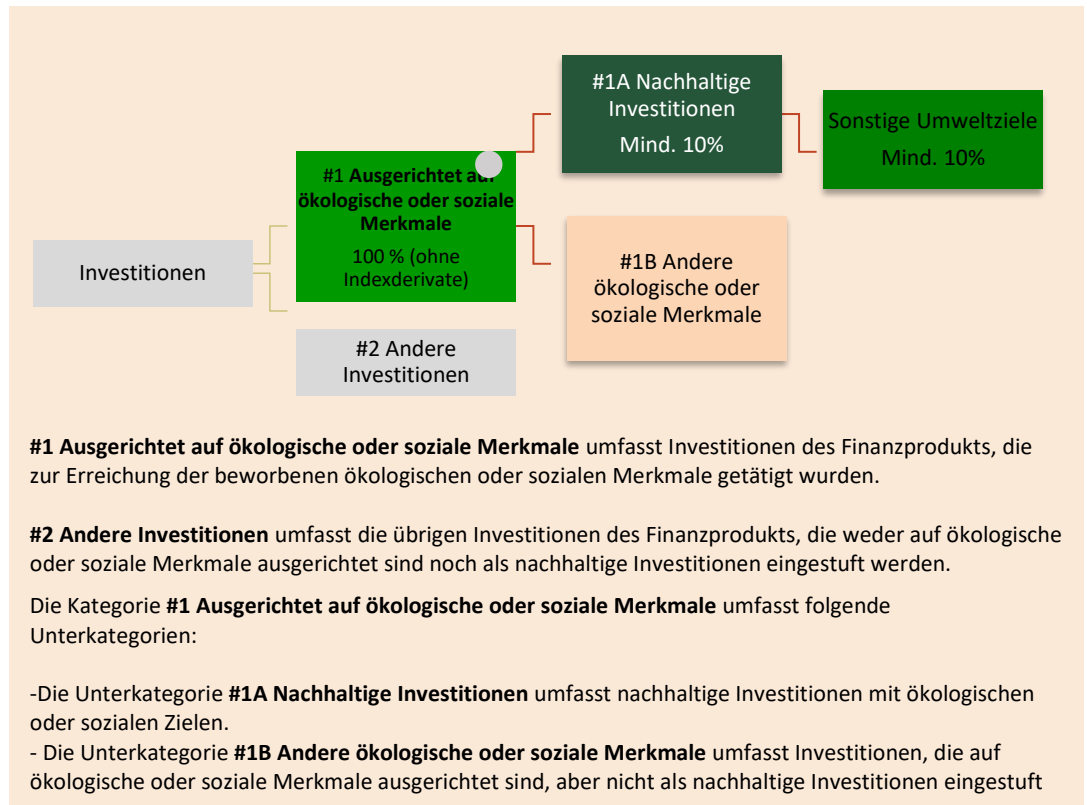 #1A Nachhaltige
Investitionen
Mind. 10%
Sonstige Umweltziele
Mind. 10%
#1 Ausgerichtet auf
ökologische oder soziale
Merkmale
100 % (ohne
Indexderivate)
Investitionen
#1B Andere
ökologische oder
soziale Merkmale
#2 Andere
Investitionen
#1 Ausgerichtet auf ökologische oder soziale Merkmale umfasst Investitionen des Finanzprodukts, die
zur Erreichung der beworbenen ökologischen oder sozialen Merkmale getätigt wurden.
#2 Andere Investitionen umfasst die übrigen Investitionen des Finanzprodukts, die weder auf ökologische
oder soziale Merkmale ausgerichtet sind noch als nachhaltige Investitionen eingestuft werden.
Die Kategorie #1 Ausgerichtet auf ökologische oder soziale Merkmale umfasst folgende
Unterkategorien:
-Die Unterkategorie #1A Nachhaltige Investitionen umfasst nachhaltige Investitionen mit ökologischen
oder sozialen Zielen.
- Die Unterkategorie #1B Andere ökologische oder soziale Merkmale umfasst Investitionen, die auf
ökologische oder soziale Merkmale ausgerichtet sind, aber nicht als nachhaltige Investitionen eingestuft